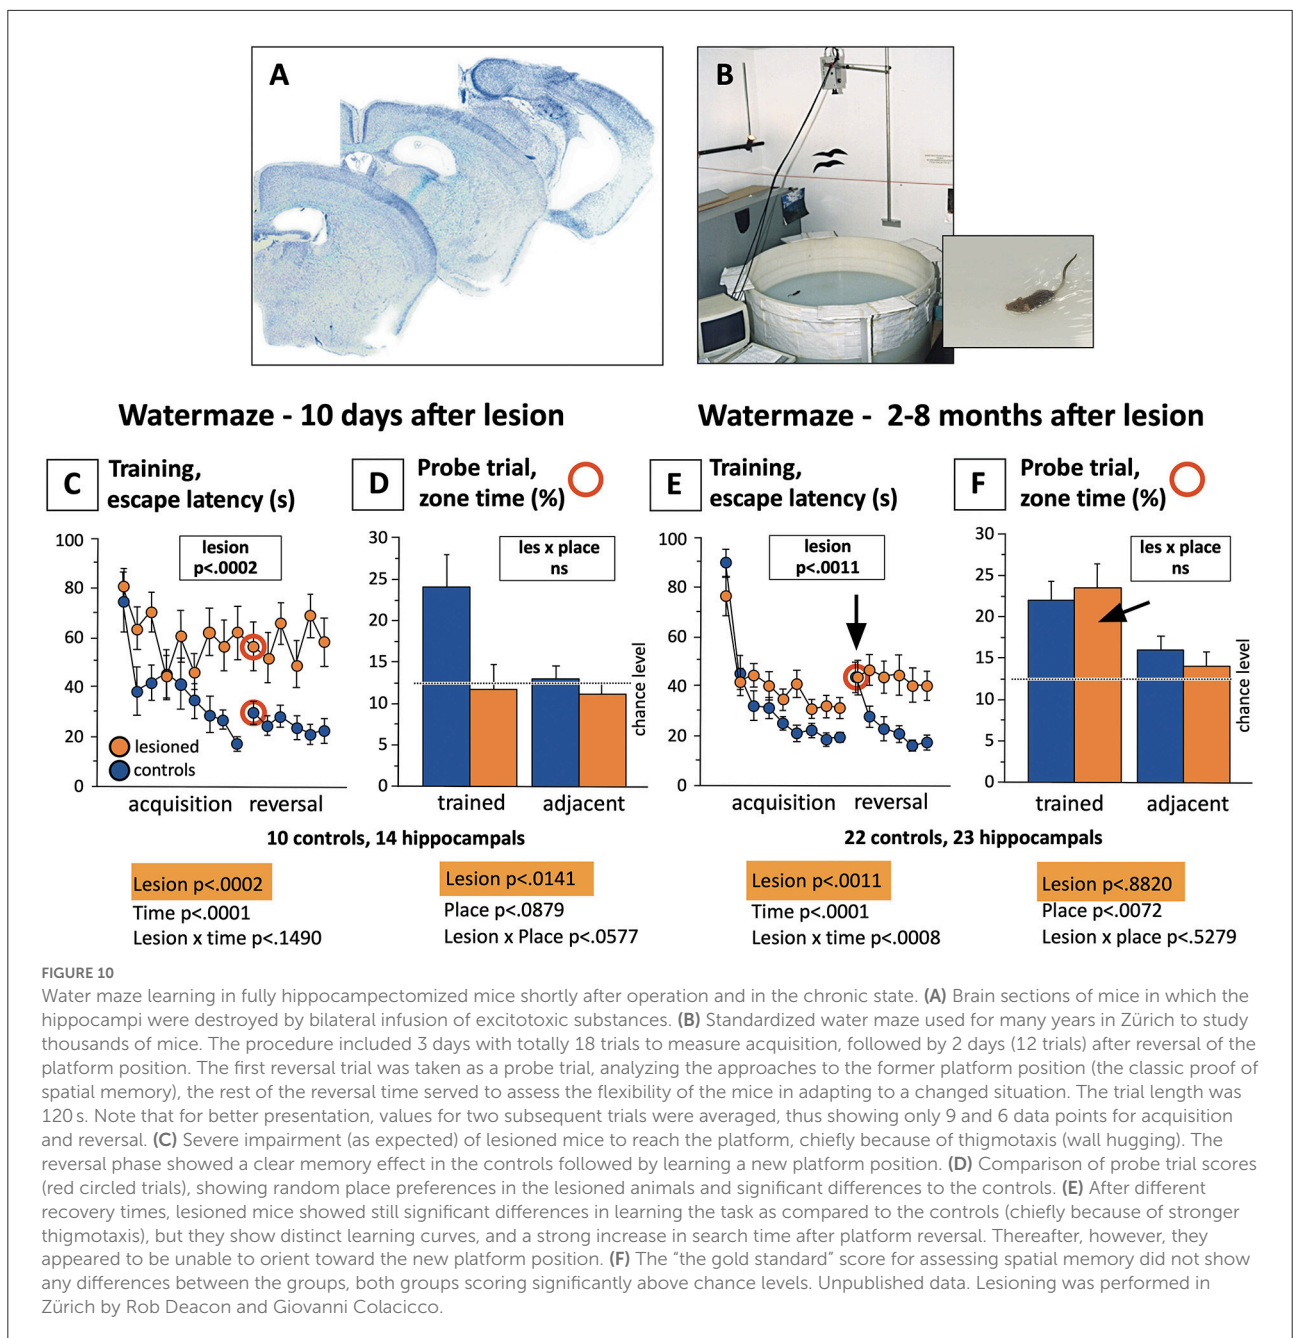 A
B
Watermaze - 10 days after lesion
Watermaze - 2-8 months after lesion
C
Training,
escape latency (s)
100
80
60
40
20
0
lesion
p<.0002
lesioned
controls
acquisition reversal
D
Probe trial,
zone time (%)
30
25
20
15
10
5
0
les x place
ns
chance level
trained adjacent
10 controls, 14 hippocampals
E
Training,
escape latency (s)
100
80
60
40
20
0
lesion
p<.0011
acquisition reversal
F
Probe trial,
zone time (%)
30
25
20
15
10
5
0
les x place
ns
chance level
trained adjacent
22 controls, 23 hippocampals
Lesion p<.0002
Time p<.0001
Lesion x time p<.1490
Lesion p<.0141
Place p<.0879
Lesion x Place p<.0577
Lesion p<.0011
Time p<.0001
Lesion x time p<.0008
Lesion p<.8820
Place p<.0072
Lesion x place p<.5279
FIGURE 10
Water maze learning in fully hippocampectomized mice shortly after operation and in the chronic state. (A) Brain sections of mice in which the
hippocampi were destroyed by bilateral infusion of excitotoxic substances. (B) Standardized water maze used for many years in Zürich to study
thousands of mice. The procedure included 3 days with totally 18 trials to measure acquisition, followed by 2 days (12 trials) after reversal of the
platform position. The first reversal trial was taken as a probe trial, analyzing the approaches to the former platform position (the classic proof of
spatial memory), the rest of the reversal time served to assess the flexibility of the mice in adapting to a changed situation. The trial length was
120 s. Note that for better presentation, values for two subsequent trials were averaged, thus showing only 9 and 6 data points for acquisition
and reversal. (C) Severe impairment (as expected) of lesioned mice to reach the platform, chiefly because of thigmotaxis (wall hugging). The
reversal phase showed a clear memory effect in the controls followed by learning a new platform position. (D) Comparison of probe trial scores
(red circled trials), showing random place preferences in the lesioned animals and significant differences to the controls. (E) After different
recovery times, lesioned mice showed still significant differences in learning the task as compared to the controls (chiefly because of stronger
thigmotaxis), but they show distinct learning curves, and a strong increase in search time after platform reversal. Thereafter, however, they
appeared to be unable to orient toward the new platform position. (F) The “the gold standard” score for assessing spatial memory did not show
any differences between the groups, both groups scoring significantly above chance levels. Unpublished data. Lesioning was performed in
Zürich by Rob Deacon and Giovanni Colacicco.